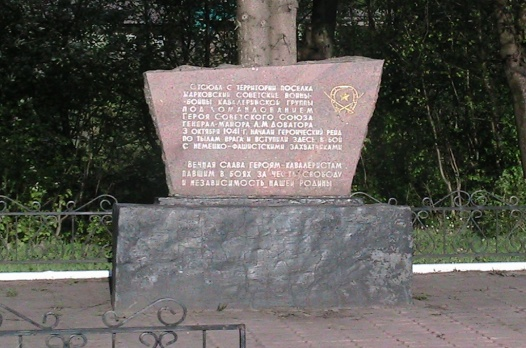 ОТСЮДА С ТЕРРИТОРИИ ПОСЕЛКА
ЖАРКОВСКИЙ СОВЕТСКИЕ ВОИНЫ
ВОИНЫ КАВАЛЕРИЙСКОЙ ГРУППЫ
ПОД КОМАНДОВАНИЕМ
ГЕРОЯ СОВЕТСКОГО СОЮЗА
ГЕНЕРАЛ-МАЙОРА Л.М.ДОВАТОРА
3 ОКТЯБРЯ 1941 Г. НАЧАЛИ ГЕРОИЧЕСКИЙ РЕЙД
ПО ТЫЛАМ ВРАГА И ВСТУПИЛИ ЗДЕСЬ В БОЙ
С НЕМЕЦКО-ФАШИСТСКИМИ ЗАХВАТЧИКАМИ
ВЕЧНАЯ СЛАВА ГЕРОЯМ-КАВАЛЕРИСТАМ
ПАВШИМ В БОЯХ ЗА ЧЕСТЬ СВОБОДУ
И НЕЗАВИСИМОСТЬ НАШЕЙ РОДИНЫ